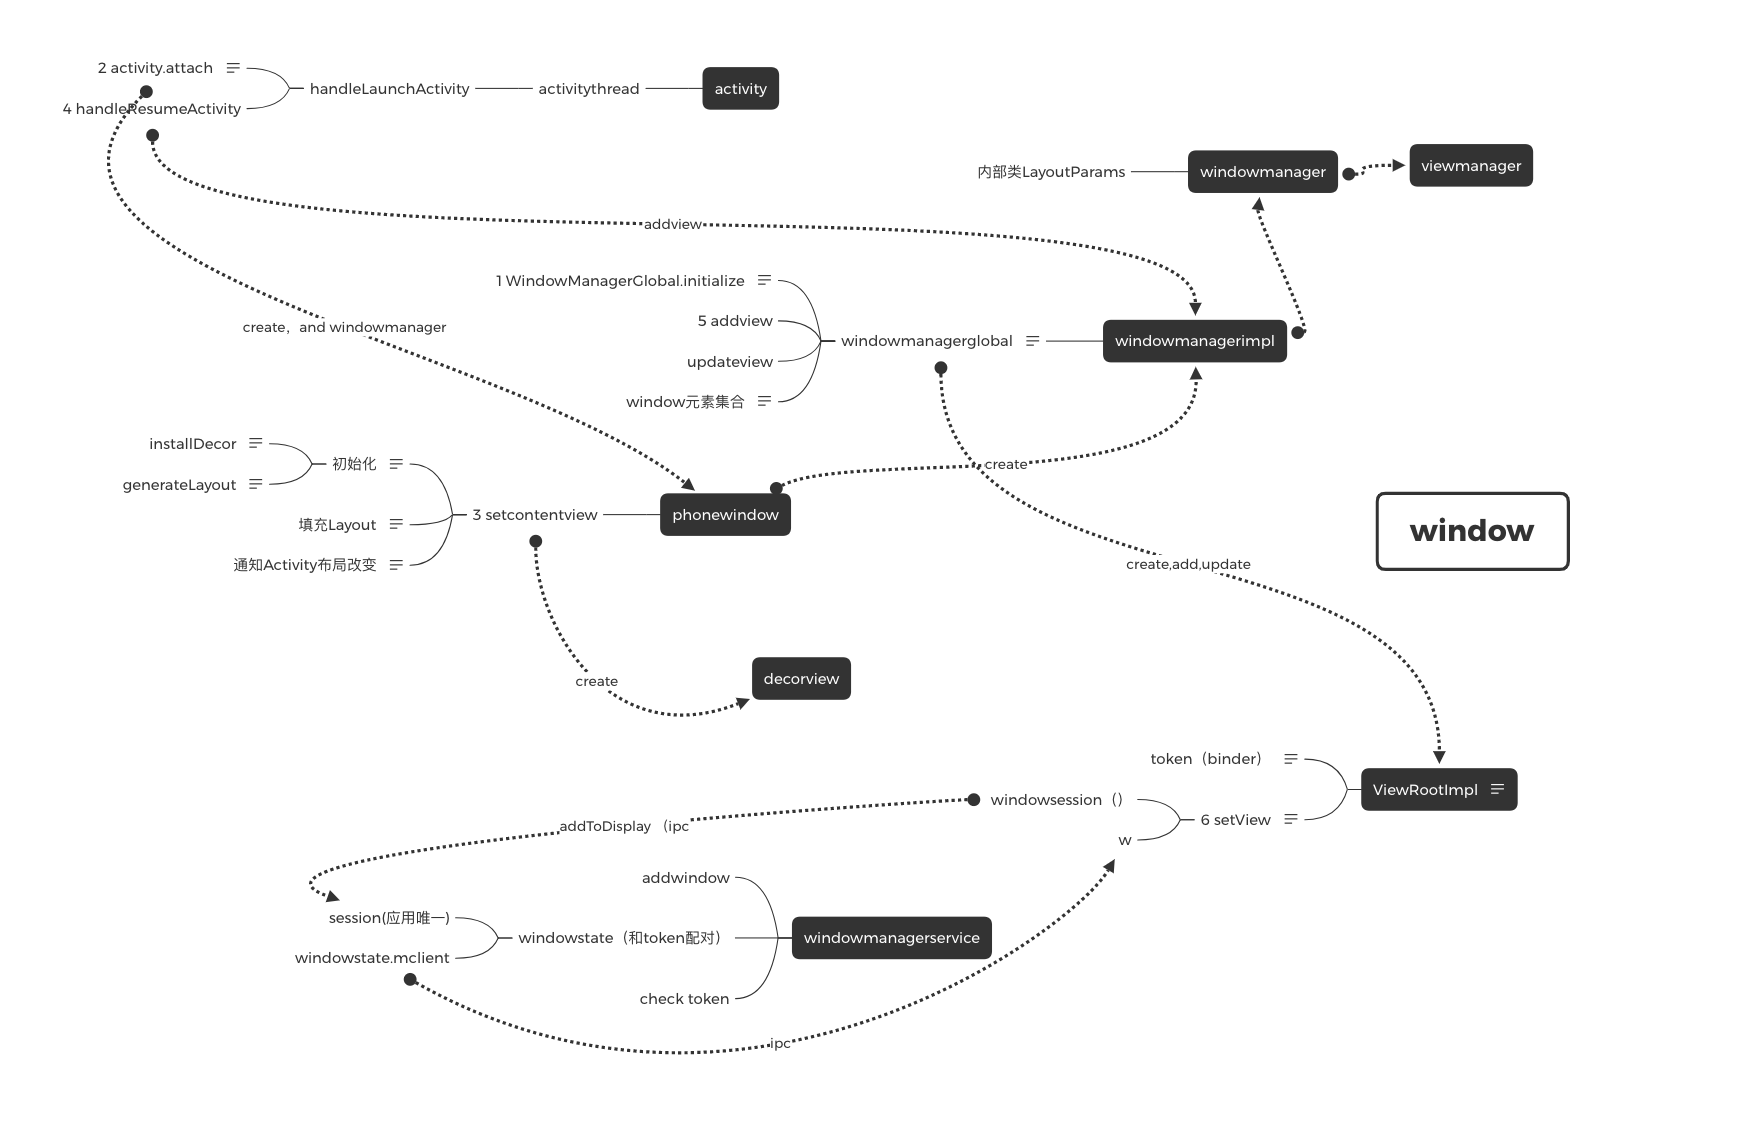 2 activity.attach
4 handleResumeActivity
handleLaunchActivity
activitythread
activity
内部类LayoutParams
windowmanager
viewmanager
addview
1 WindowManagerGlobal.initialize
5 addview
updateview
window元素集合
windowmanagerglobal
windowmanagerimpl
create，and windowmanager
installDecor
generateLayout
初始化
填充Layout
通知Activity布局改变
3 setcontentview
phonewindow
create
window
create,add,update
create
decorview
token（binder）
ViewRootImpl
windowsession（）
6 setView
w
addToDisplay （ipc
addwindow
session(应用唯一)
windowstate（和token配对）
windowmanagerservice
windowstate.mclient
check token
ipc